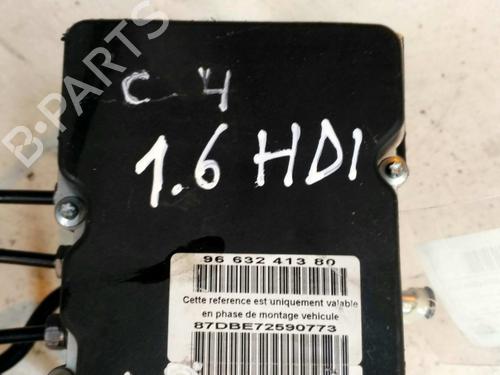 B-PARTS
C 4
1.6 HDI
96 632 413 80
Cette reference est uniquement valable
en phase de montage vehicule
87DBE72590773